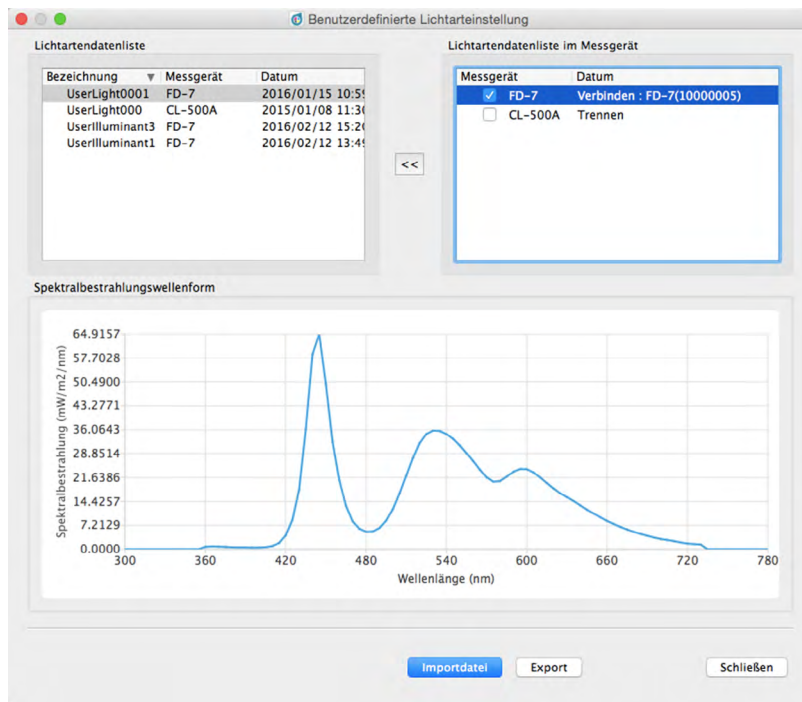 Benutzerdefinierte Lichtarteinstellung
Lichtartendatenliste
Bezeichnung ▼ Messgerät Datum
UserLight0001 FD-7 2016/01/15 10:59
UserLight000 CL-500A 2015/01/08 11:30
UserIlluminant3 FD-7 2016/02/12 15:20
UserIlluminant1 FD-7 2016/02/12 13:49
<<
Lichtartendatenliste im Messgerät
Messgerät Datum
FD-7 Verbinden : FD-7(10000005)
CL-500A Trennen
Spektralbestrahlungswellenform
Spektralbestrahlung (mW/m2/nm)
64.9157
57.7028
50.4900
43.2771
36.0643
28.8514
21.6386
14.4257
7.2129
0.0000
300 360 420 480 540 600 660 720 780
Wellenlänge (nm)
Importdatei Export Schließen